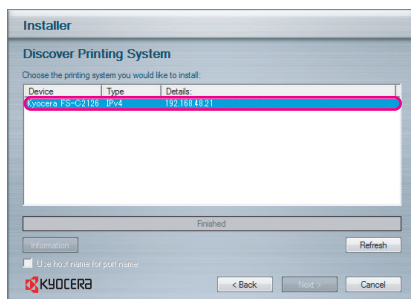 Installer
Discover Printing System
Choose the printing system you would like to install:
Device Type Details:
Kyocera FS-C2126 IPv4 192.168.48.21
Finished
Information Refresh
Use host name for port name
KYOCERA < Back Next > Cancel